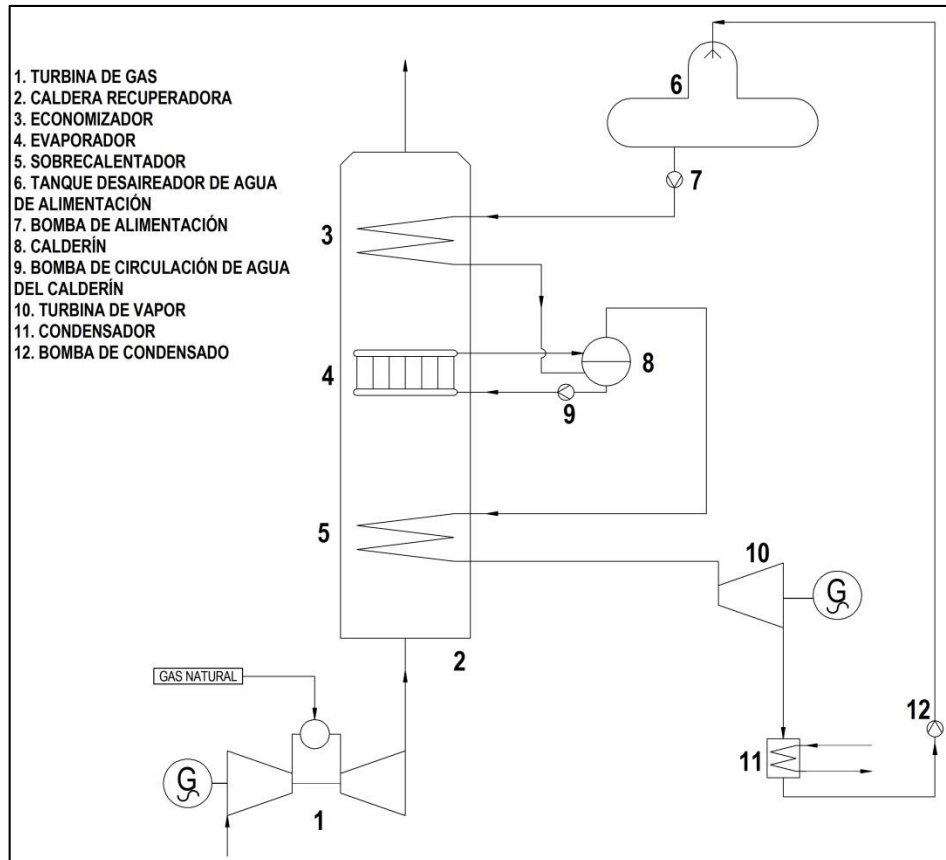 1. TURBINA DE GAS
2. CALDERA RECUPERADORA
3. ECONOMIZADOR
4. EVAPORADOR
5. SOBRECALENTADOR
6. TANQUE DESAIREADOR DE AGUA
DE ALIMENTACIÓN
7. BOMBA DE ALIMENTACIÓN
8. CALDERÍN
9. BOMBA DE CIRCULACIÓN DE AGUA
DEL CALDERÍN
10. TURBINA DE VAPOR
11. CONDENSADOR
12. BOMBA DE CONDENSADO
6
7
3
8
4
9
5
10
G
2
GAS NATURAL
12
11
G
1